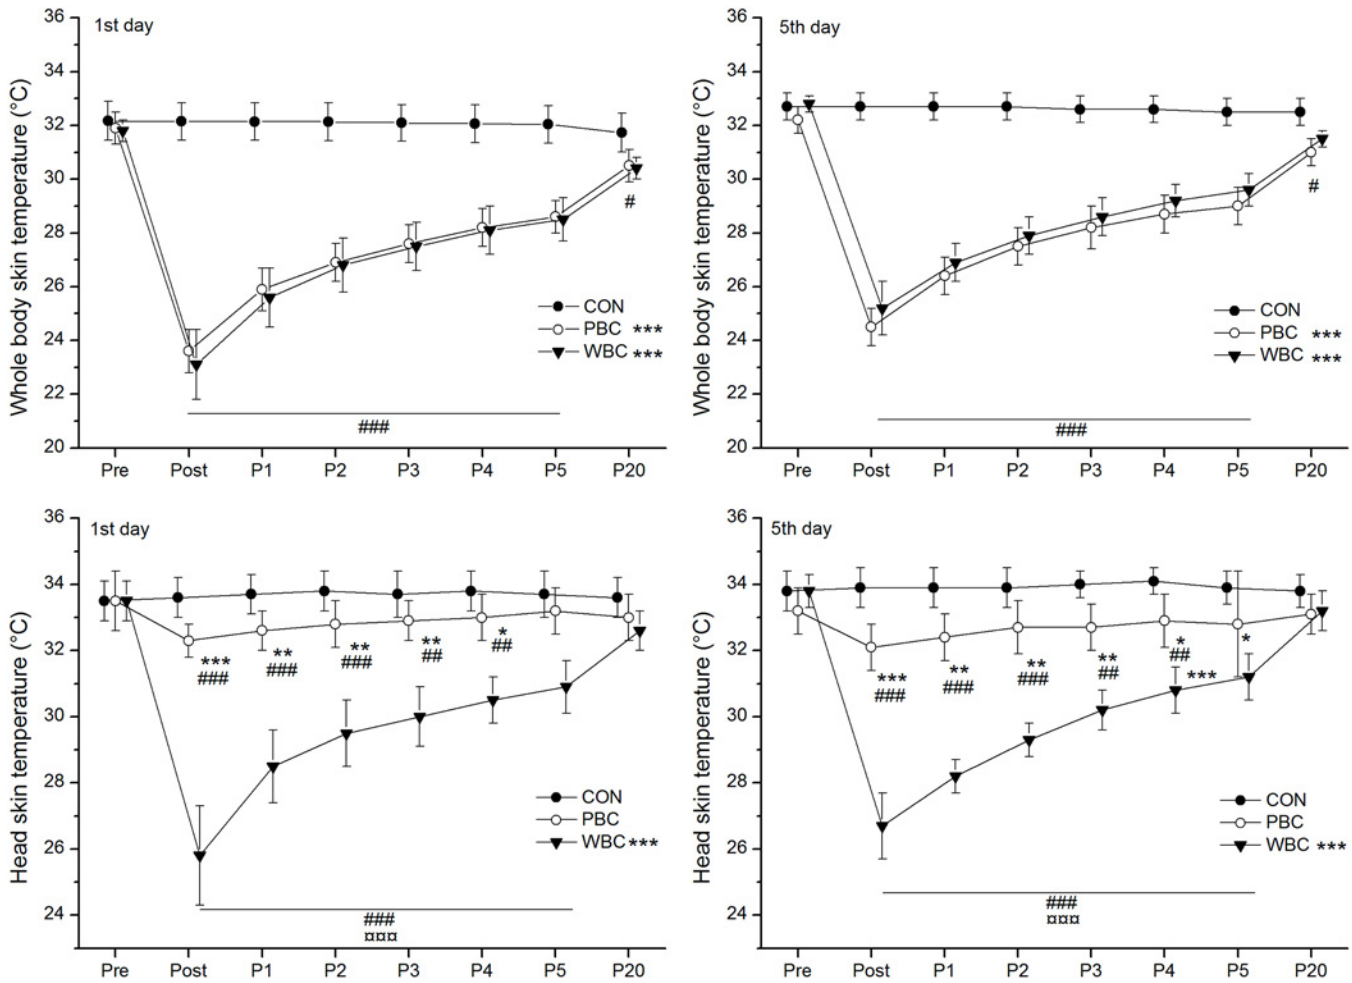 1st day
Whole body skin temperature (°C)
36
34
32
30
28
26
24
22
20
#
CON
PBC ***
WBC ***
###
Pre Post P1 P2 P3 P4 P5 P20
5th day
Whole body skin temperature (°C)
36
34
32
30
28
26
24
22
20
#
CON
PBC ***
WBC ***
###
Pre Post P1 P2 P3 P4 P5 P20
1st day
Head skin temperature (°C)
36
34
32
30
28
26
24
*** ** ** ** *
### ### ### ## ##
CON
PBC
WBC ***
###
¤¤¤
Pre Post P1 P2 P3 P4 P5 P20
5th day
Head skin temperature (°C)
36
34
32
30
28
26
24
*** ** ** ** * *
### ### ### ## ##
***
CON
PBC
WBC ***
###
¤¤¤
Pre Post P1 P2 P3 P4 P5 P20